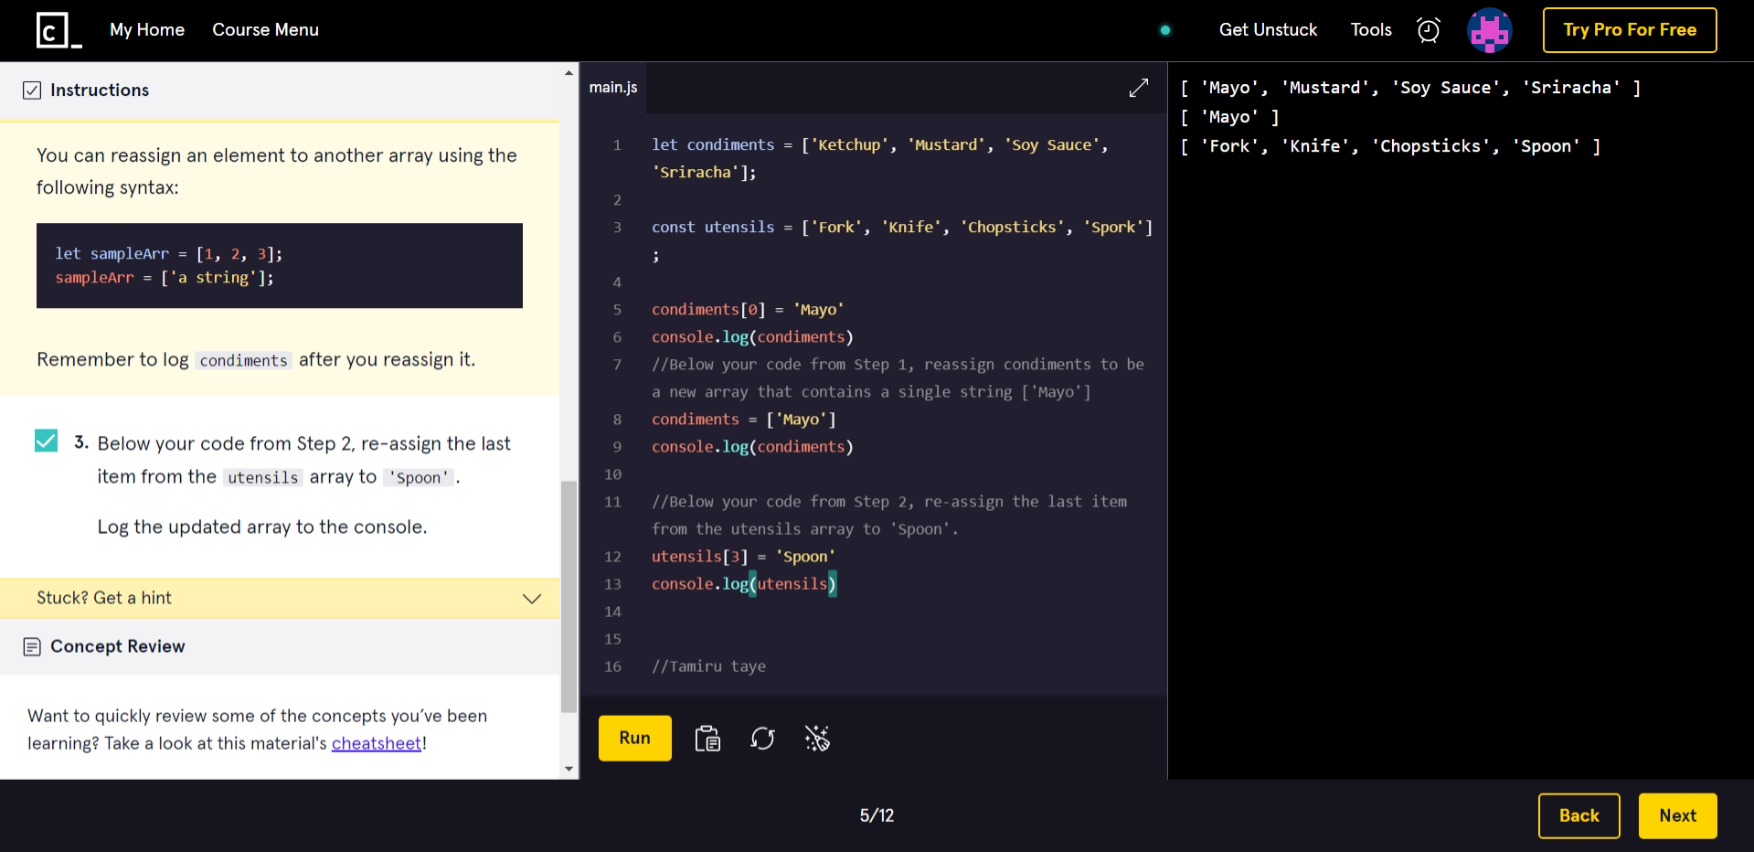 c_
My Home
Course Menu
Get Unstuck
Tools
Try Pro For Free
Instructions
You can reassign an element to another array using the
following syntax:
let sampleArr = [1, 2, 3];
sampleArr = ['a string'];
Remember to log condiments after you reassign it.
3. Below your code from Step 2, re-assign the last
item from the utensils array to 'Spoon'.
Log the updated array to the console.
Stuck? Get a hint
Concept Review
Want to quickly review some of the concepts you've been
learning? Take a look at this material's cheatsheet!
main.js
1 let condiments = ['Ketchup', 'Mustard', 'Soy Sauce',
'Sriracha'];
2
3 const utensils = ['Fork', 'Knife', 'Chopsticks', 'Spork']
;
4
5 condiments[0] = 'Mayo'
6 console.log(condiments)
7 //Below your code from Step 1, reassign condiments to be
a new array that contains a single string ['Mayo']
8 condiments = ['Mayo']
9 console.log(condiments)
10
11 //Below your code from Step 2, re-assign the last item
from the utensils array to 'Spoon'.
12 utensils[3] = 'Spoon'
13 console.log(utensils)
14
15
16 //Tamiru taye
Run
[ 'Mayo', 'Mustard', 'Soy Sauce', 'Sriracha' ]
[ 'Mayo' ]
[ 'Fork', 'Knife', 'Chopsticks', 'Spoon' ]
5/12
Back
Next